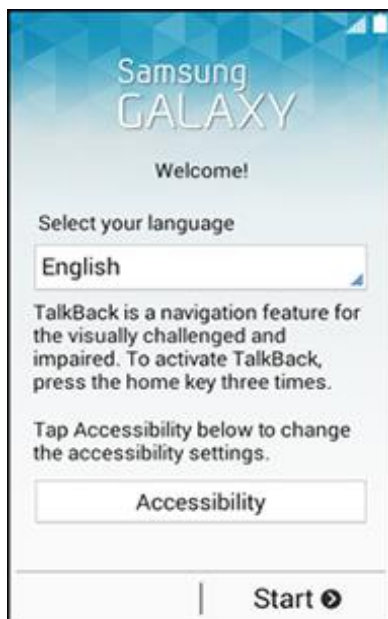 Samsung
GALAXY
Welcome!
Select your language
English
TalkBack is a navigation feature for
the visually challenged and
impaired. To activate TalkBack,
press the home key three times.
Tap Accessibility below to change
the accessibility settings.
Accessibility
Start